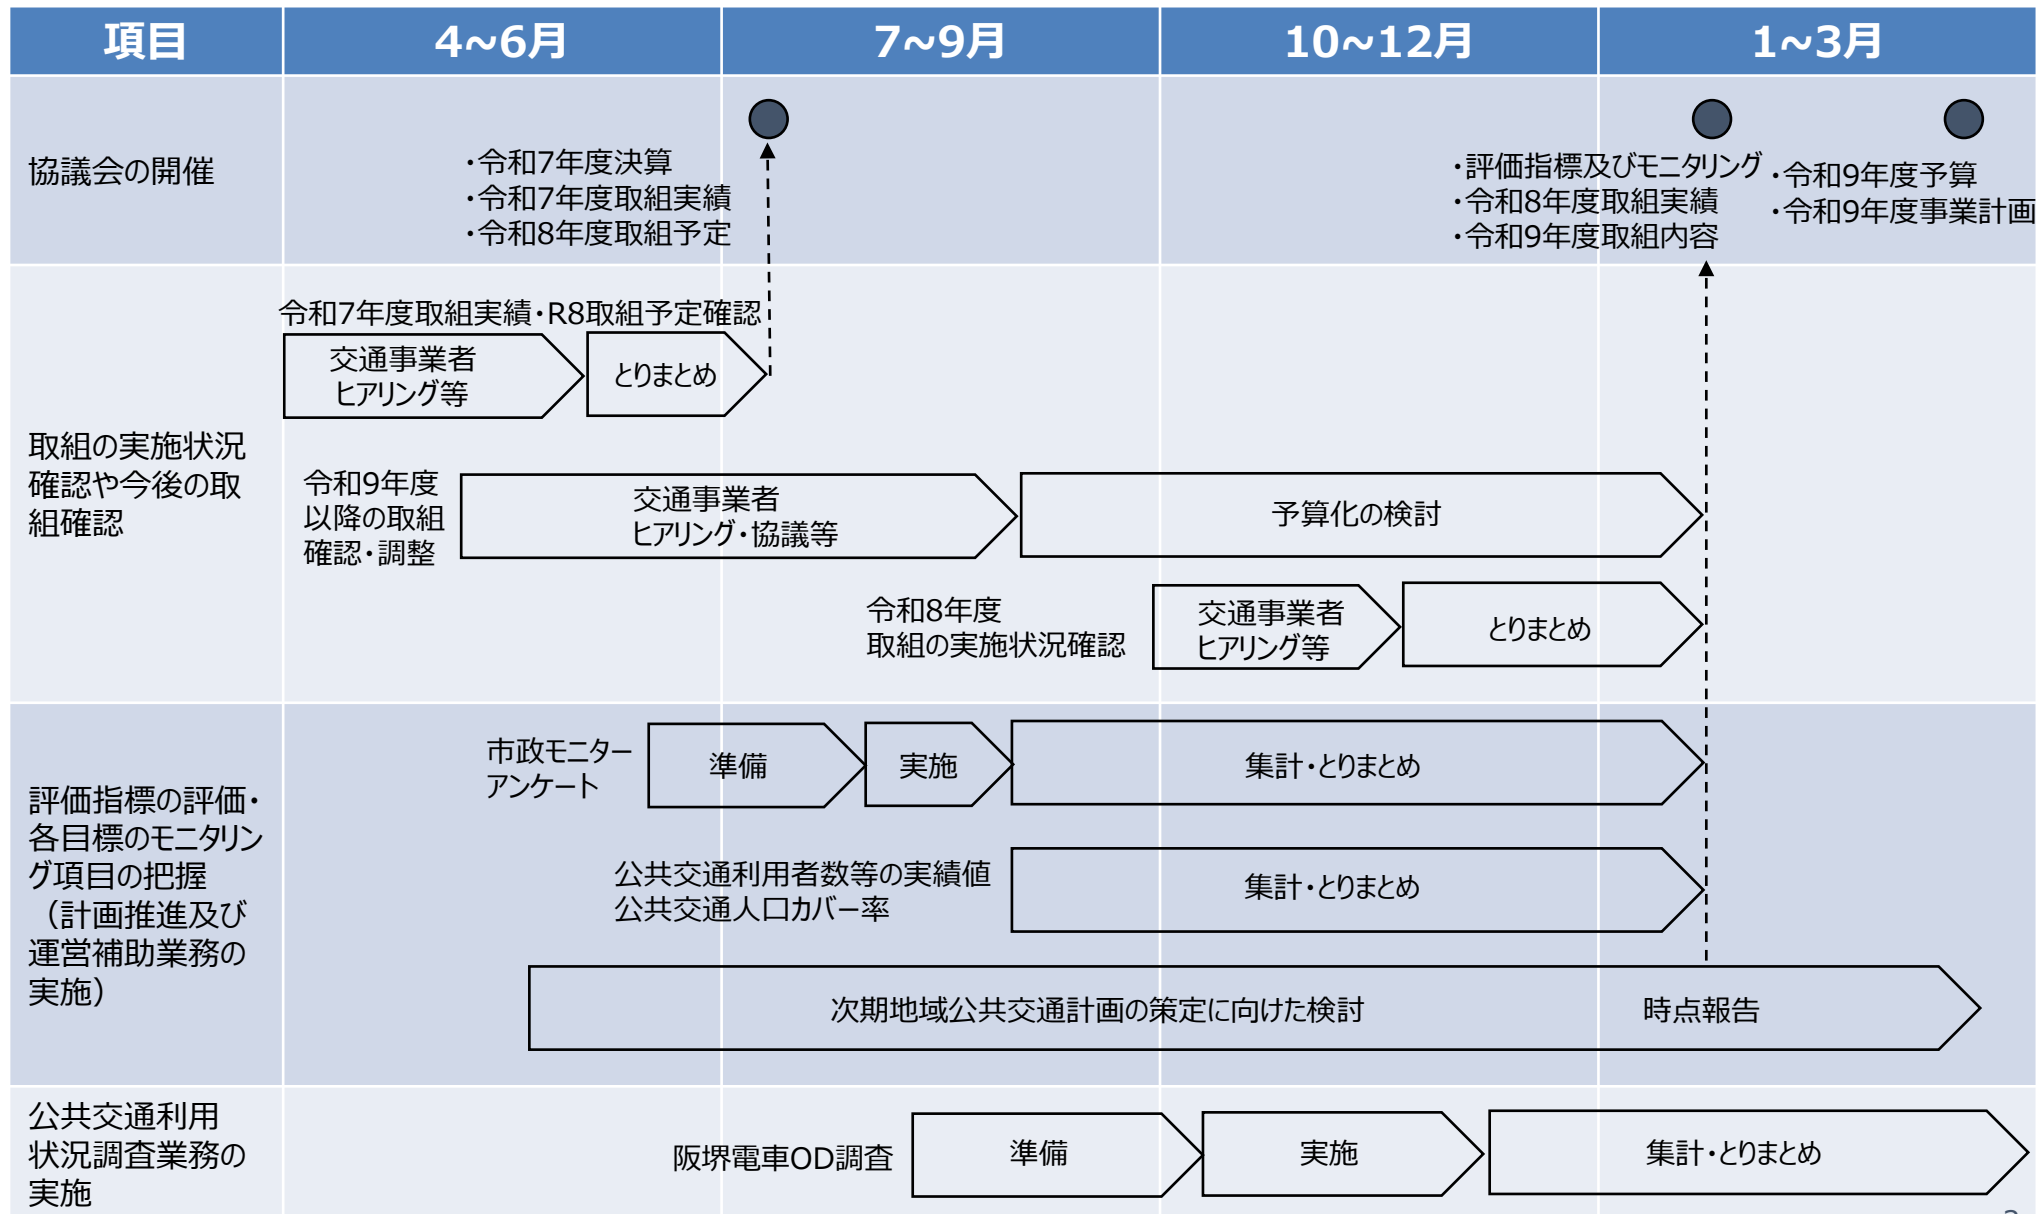 項目
4~6月
7~9月
10~12月
1~3月
協議会の開催
・令和7年度決算
・令和7年度取組実績
・令和8年度取組予定
・評価指標及びモニタリング
・令和8年度取組実績
・令和9年度取組内容
・令和9年度予算
・令和9年度事業計画
取組の実施状況
確認や今後の取
組確認
令和7年度取組実績・R8取組予定確認
交通事業者
ヒアリング等
とりまとめ
令和9年度
以降の取組
確認・調整
交通事業者
ヒアリング・協議等
予算化の検討
令和8年度
取組の実施状況確認
交通事業者
ヒアリング等
とりまとめ
評価指標の評価・
各目標のモニタリン
グ項目の把握
（計画推進及び
運営補助業務の
実施）
市政モニター
アンケート
準備
実施
集計・とりまとめ
公共交通利用者数等の実績値
公共交通人口カバー率
集計・とりまとめ
次期地域公共交通計画の策定に向けた検討
時点報告
公共交通利用
状況調査業務の
実施
阪堺電車OD調査
準備
実施
集計・とりまとめ